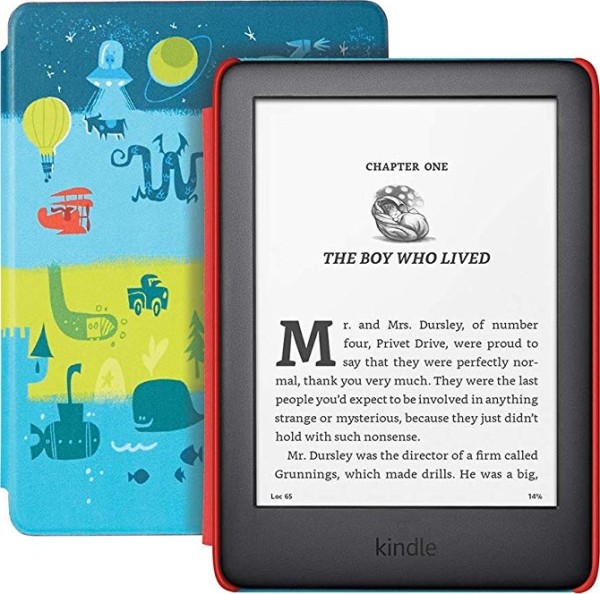 CHAPTER ONE
THE BOY WHO LIVED
Mr. and Mrs. Dursley, of number
four, Privet Drive, were proud to
say that they were perfectly nor-
mal, thank you very much. They were the last
people you'd expect to be involved in anything
strange or mysterious, because they just didn't
hold with such nonsense.
Mr. Dursley was the director of a firm called
Grunnings, which made drills. He was a big,
Loc 65 14%
kindle